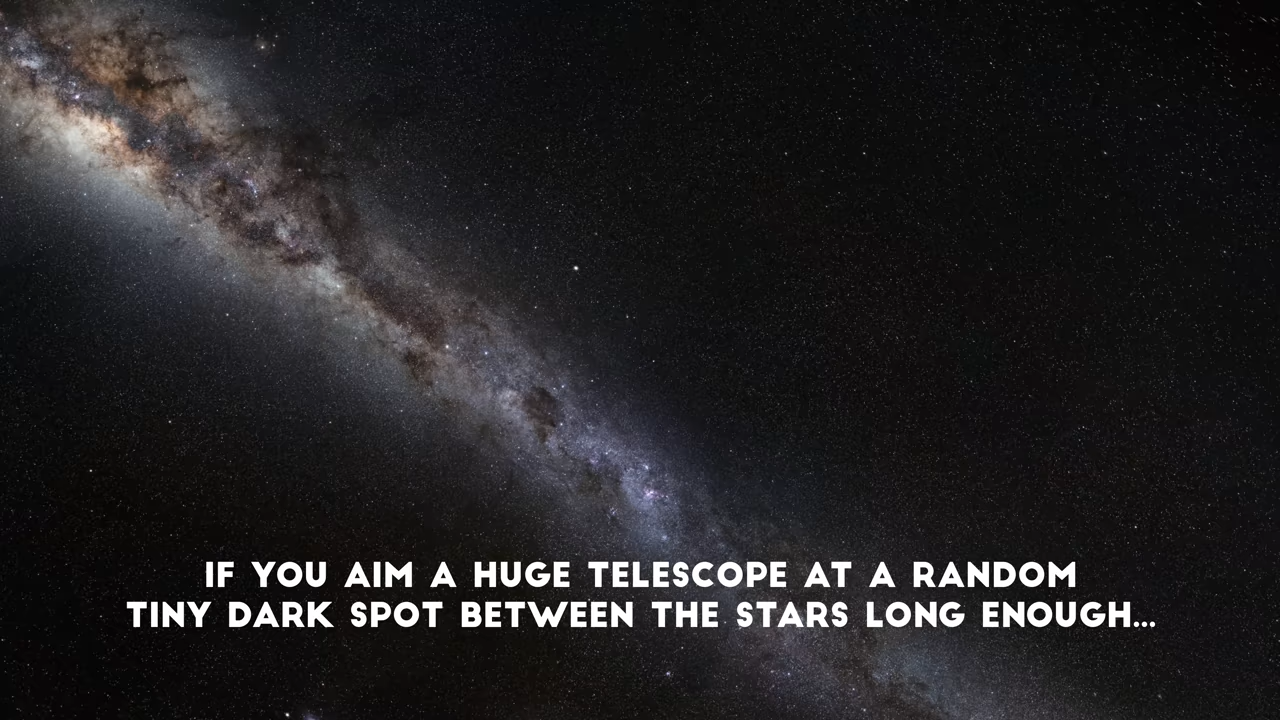 IF YOU AIM A HUGE TELESCOPE AT A RANDOM
TINY DARK SPOT BETWEEN THE STARS LONG ENOUGH...